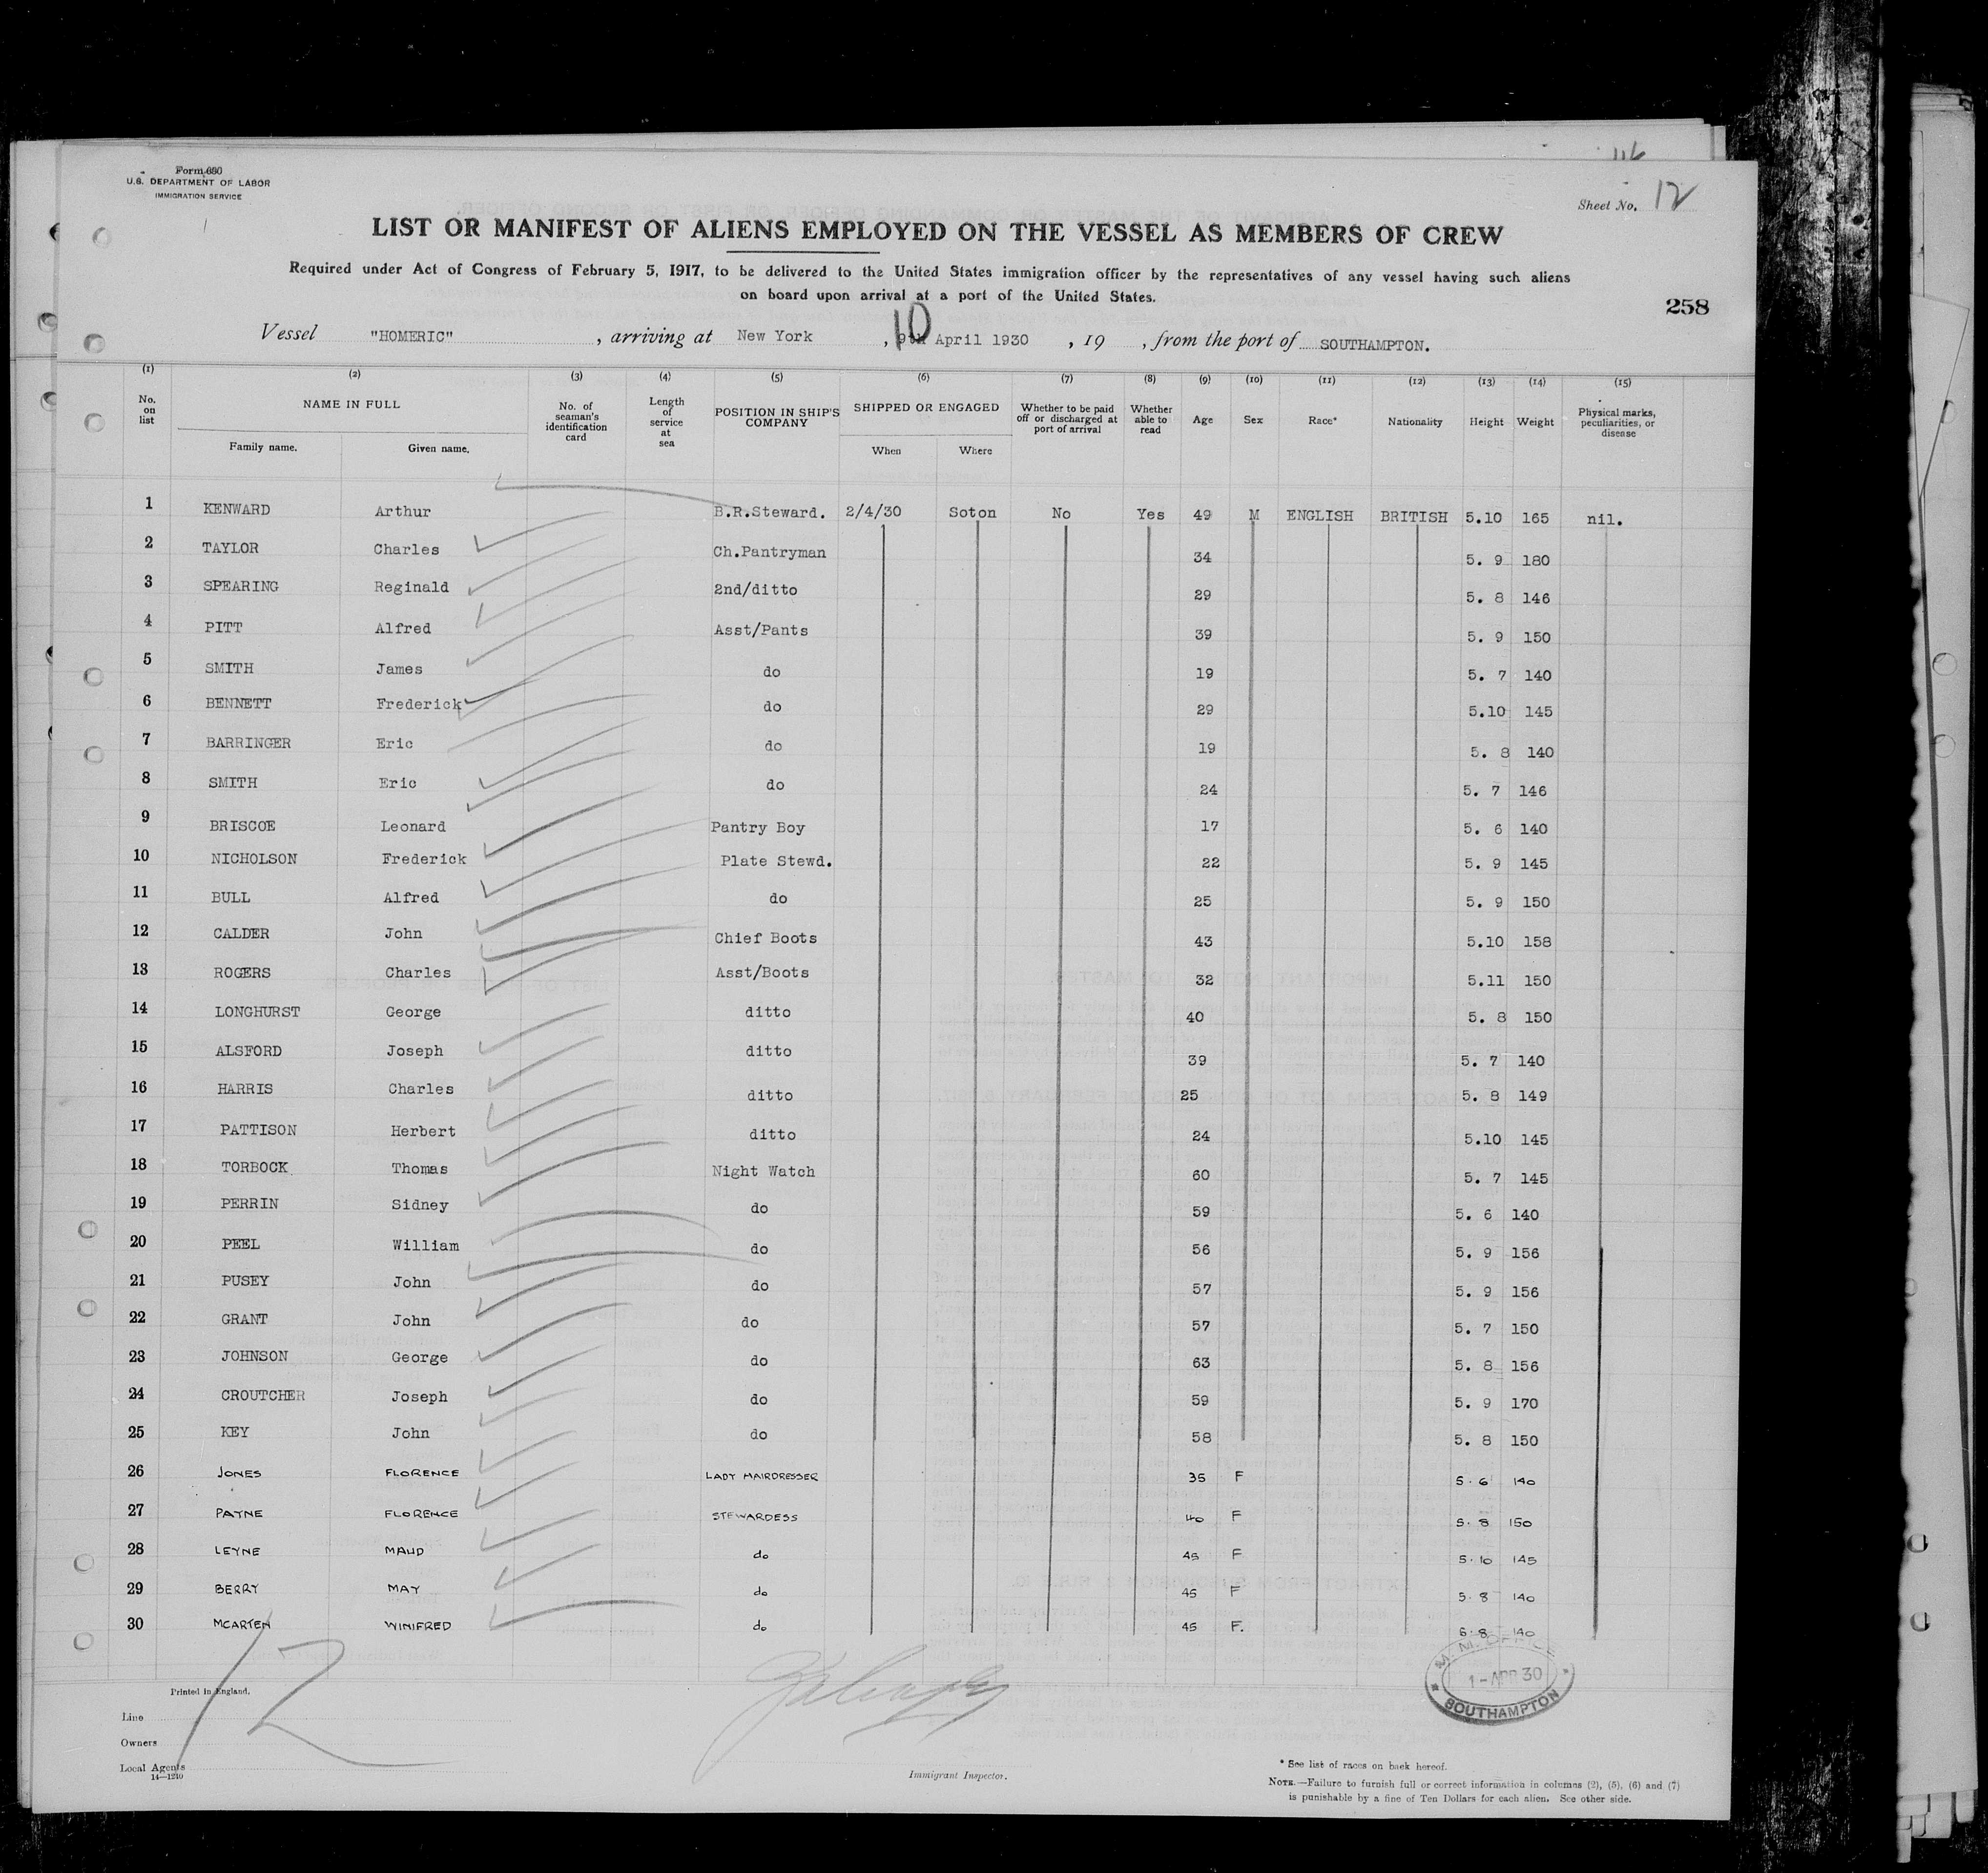 Form 680
U.S. DEPARTMENT OF LABOR
IMMIGRATION SERVICE
Sheet No. 12
LIST OR MANIFEST OF ALIENS EMPLOYED ON THE VESSEL AS MEMBERS OF CREW
Required under Act of Congress of February 5, 1917, to be delivered to the United States immigration officer by the representatives of any vessel having such aliens
on board upon arrival at a port of the United States.
258
Vessel "HOMERIC", arriving at New York, 10 9th April 1930, 19 , from the port of SOUTHAMPTON.
(1) (2) (3) (4) (5) (6) (7) (8) (9) (10) (11) (12) (13) (14) (15)
No. on list NAME IN FULL Family name. Given name. No. of seaman's identification card Length of service at sea POSITION IN SHIP'S COMPANY SHIPPED OR ENGAGED When Where Whether to be paid off or discharged at port of arrival Whether able to read Age Sex Race* Nationality Height Weight Physical marks, peculiarities, or disease
1 KENWARD Arthur B.R.Steward. 2/4/30 Soton No Yes 49 M ENGLISH BRITISH 5.10 165 nil.
2 TAYLOR Charles Ch.Pantryman 34 5. 9 180
3 SPEARING Reginald 2nd/ditto 29 5. 8 146
4 PITT Alfred Asst/Pants 39 5. 9 150
5 SMITH James do 19 5. 7 140
6 BENNETT Frederick do 29 5.10 145
7 BARRINGER Eric do 19 5. 8 140
8 SMITH Eric do 24 5. 7 146
9 BRISCOE Leonard Pantry Boy 17 5. 6 140
10 NICHOLSON Frederick Plate Stewd. 22 5. 9 145
11 BULL Alfred do 25 5. 9 150
12 CALDER John Chief Boots 43 5.10 158
13 ROGERS Charles Asst/Boots 32 5.11 150
14 LONGHURST George ditto 40 5. 8 150
15 ALSFORD Joseph ditto 39 5. 7 140
16 HARRIS Charles ditto 25 5. 8 149
17 PATTISON Herbert ditto 24 5.10 145
18 TORBOCK. Thomas Night Watch 60 5. 7 145
19 PERRIN Sidney do 59 5. 6 140
20 PEEL William do 56 5. 9 156
21 PUSEY John do 57 5. 9 156
22 GRANT John do 57 5. 7 150
23 JOHNSON George do 63 5. 8 156
24 CROUTCHER Joseph do 59 5. 9 170
25 KEY John do 58 5. 8 150
26 JONES FLORENCE LADY HAIRDRESSER 35 F 5.6 140
27 PAYNE FLORENCE STEWARDESS 40 F 5.8 150
28 LEYNE MAUD do 45 F 5.10 145
29 BERRY MAY do 45 F 5.8 140
30 MCARTEN WINIFRED do 45 F. 5.8 140
M.M. OFFICE
1-APR 30
SOUTHAMPTON
12
Printed in England.
Line
Owners
Local Agents
14—1240
Immigrant Inspector.
* See list of races on back hereof.
NOTE.—Failure to furnish full or correct information in columns (2), (5), (6) and (7)
is punishable by a fine of Ten Dollars for each alien. See other side.